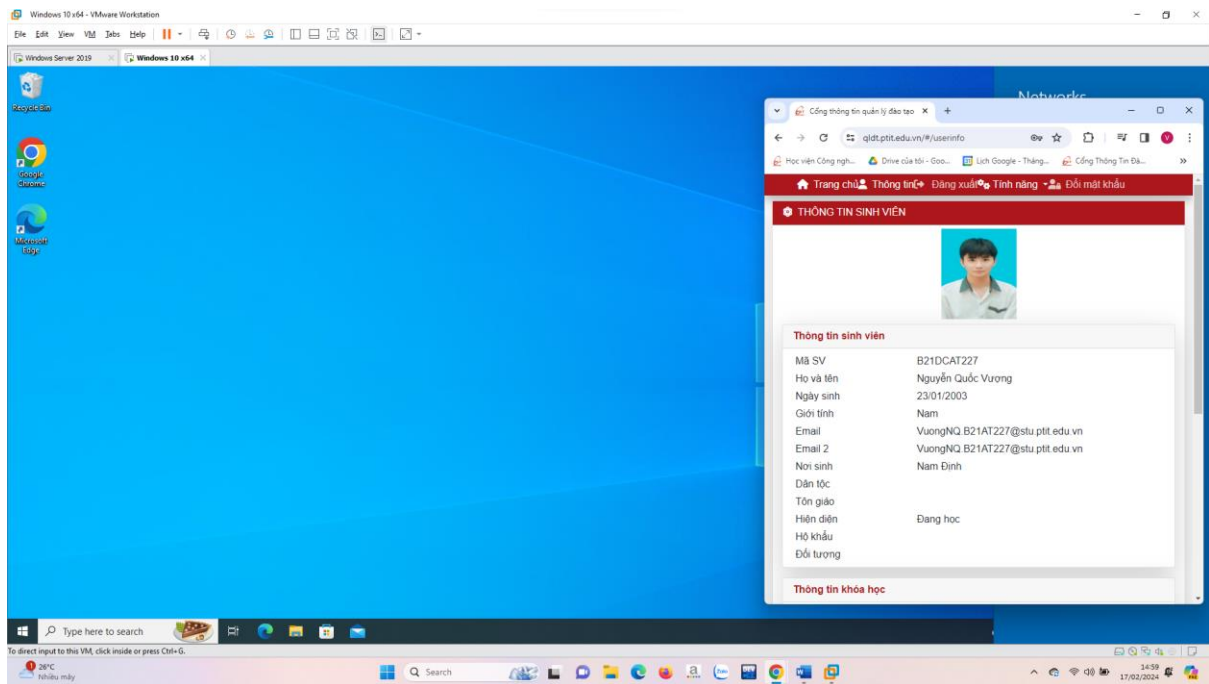 Windows 10 x64 - VMware Workstation
File Edit View VM Tabs Help
Windows Server 2019
Windows 10 x64
Recycle Bin
Google Chrome
Microsoft Edge
Networks
Cổng thông tin quản lý đào tạo
qldt.ptit.edu.vn/#/userinfo
V
Học viện Công ngh...
Drive của tôi - Goo...
Lịch Google - Tháng...
Cổng Thông Tin Đà...
Trang chủ Thông tin Đăng xuất Tính năng Đổi mật khẩu
THÔNG TIN SINH VIÊN
Thông tin sinh viên
Mã SV B21DCAT227
Họ và tên Nguyễn Quốc Vượng
Ngày sinh 23/01/2003
Giới tính Nam
Email VuongNQ.B21AT227@stu.ptit.edu.vn
Email 2 VuongNQ.B21AT227@stu.ptit.edu.vn
Nơi sinh Nam Định
Dân tộc
Tôn giáo
Hiện diện Đang học
Hộ khẩu
Đối tượng
Thông tin khóa học
Type here to search
To direct input to this VM, click inside or press Ctrl+G.
1
26°C
Nhiều mây
Search
Zalo
14:59
17/02/2024